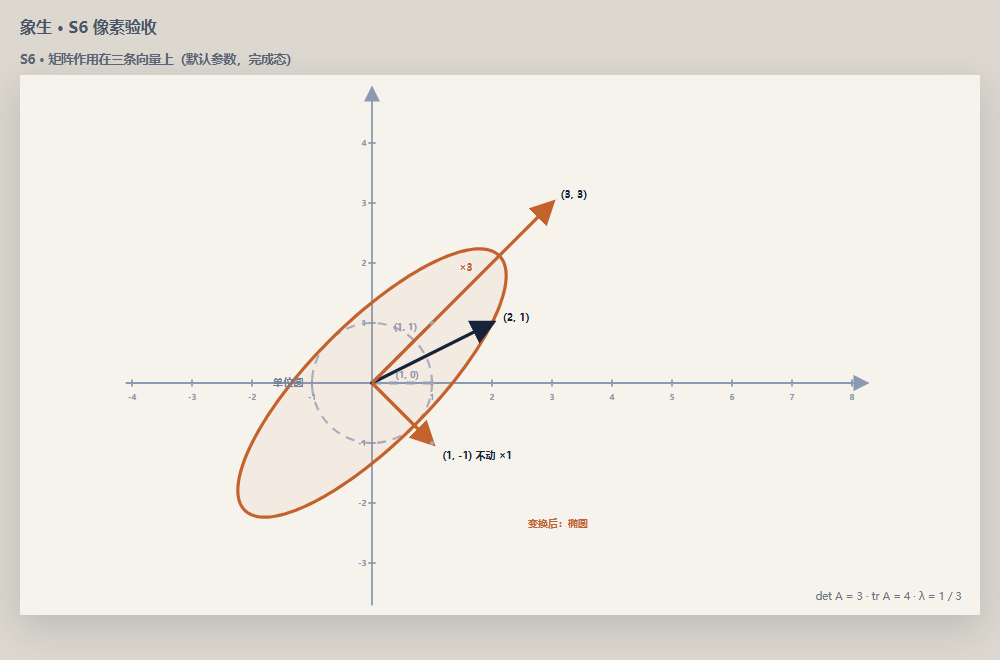 象生 • S6 像素验收
S6 • 矩阵作用在三条向量上（默认参数，完成态）
4
3
(3, 3)
2
×3
1
(1, 1)
(2, 1)
(1, 0)
单位圆
-4 -3 -2 -1 1 2 3 4 5 6 7 8
-1
(1, -1) 不动 ×1
-2
变换后：椭圆
-3
det A = 3 · tr A = 4 · λ = 1 / 3